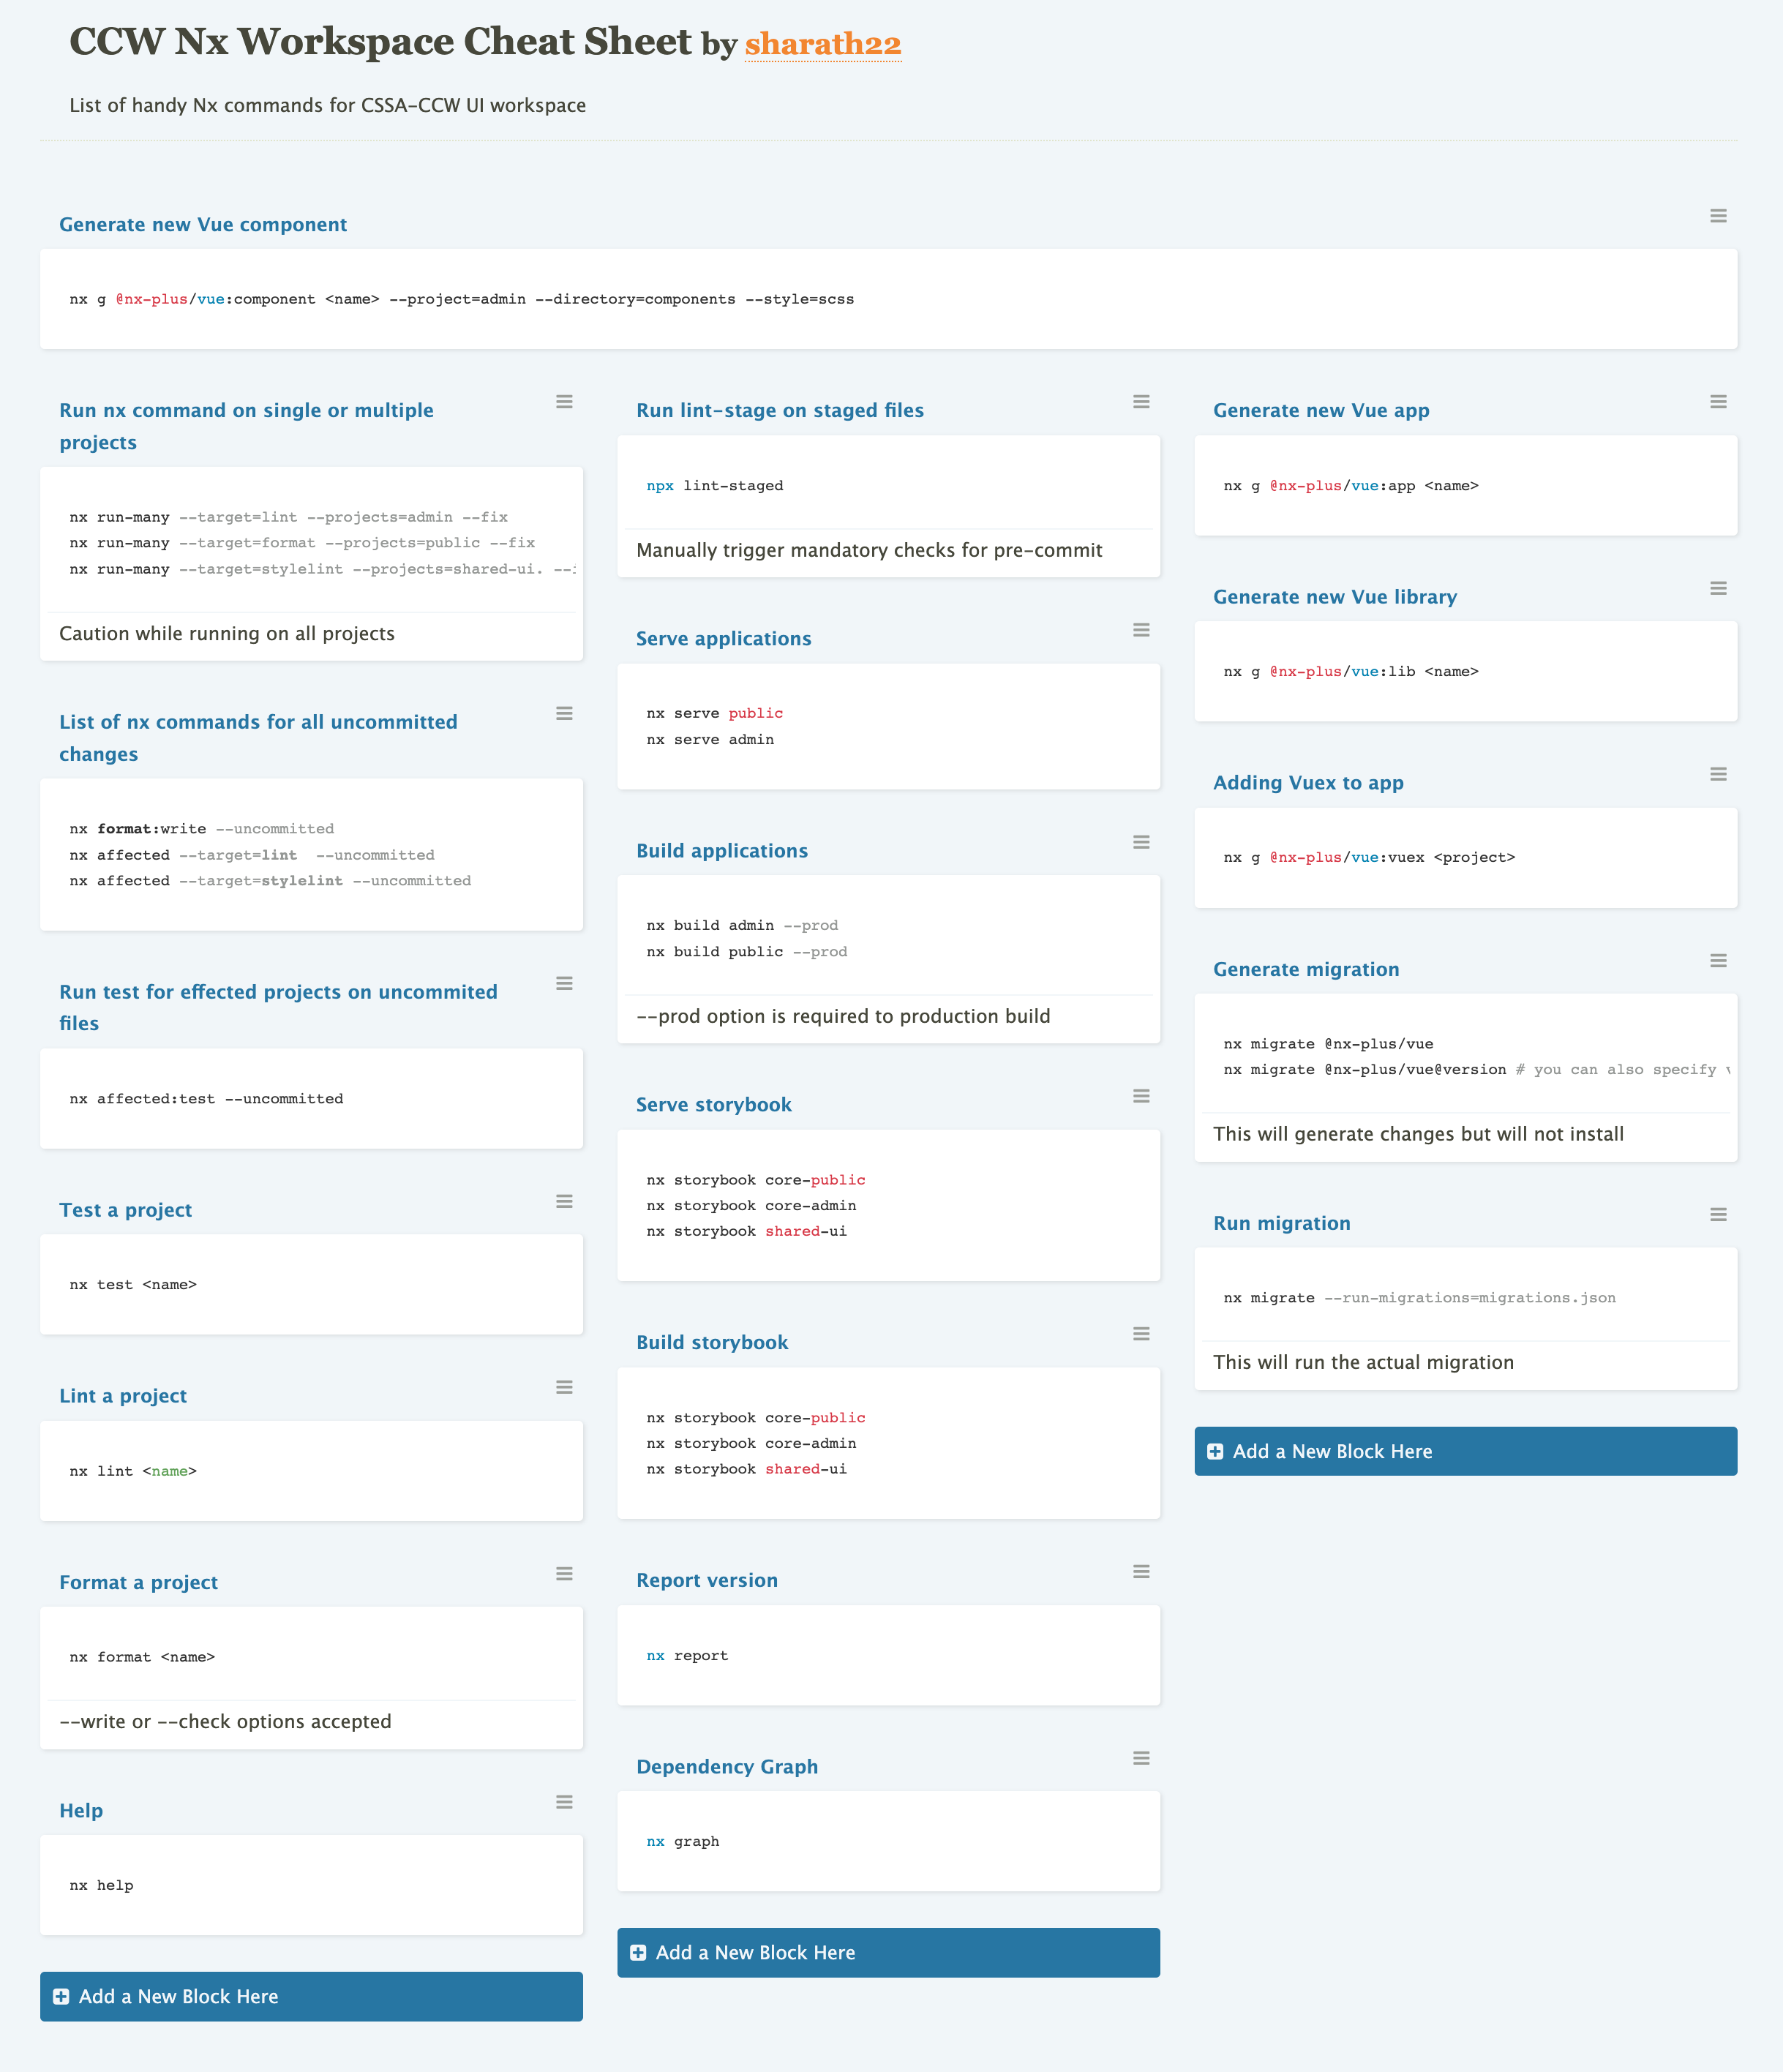 CCW Nx Workspace Cheat Sheet by sharath22
List of handy Nx commands for CSSA-CCW UI workspace
Generate new Vue component
nx g @nx-plus/vue:component <name> --project=admin --directory=components --style=scss
Run nx command on single or multiple
projects
nx run-many --target=lint --projects=admin --fix
nx run-many --target=format --projects=public --fix
nx run-many --target=stylelint --projects=shared-ui. --
Caution while running on all projects
List of nx commands for all uncommitted
changes
nx format:write --uncommitted
nx affected --target=lint  --uncommitted
nx affected --target=stylelint --uncommitted
Run test for effected projects on uncommited
files
nx affected:test --uncommitted
Test a project
nx test <name>
Lint a project
nx lint <name>
Format a project
nx format <name>
--write or --check options accepted
Help
nx help
Add a New Block Here
Run lint-stage on staged files
npx lint-staged
Manually trigger mandatory checks for pre-commit
Serve applications
nx serve public
nx serve admin
Build applications
nx build admin --prod
nx build public --prod
--prod option is required to production build
Serve storybook
nx storybook core-public
nx storybook core-admin
nx storybook shared-ui
Build storybook
nx storybook core-public
nx storybook core-admin
nx storybook shared-ui
Report version
nx report
Dependency Graph
nx graph
Add a New Block Here
Generate new Vue app
nx g @nx-plus/vue:app <name>
Generate new Vue library
nx g @nx-plus/vue:lib <name>
Adding Vuex to app
nx g @nx-plus/vue:vuex <project>
Generate migration
nx migrate @nx-plus/vue
nx migrate @nx-plus/vue@version # you can also specify
This will generate changes but will not install
Run migration
nx migrate --run-migrations=migrations.json
This will run the actual migration
Add a New Block Here